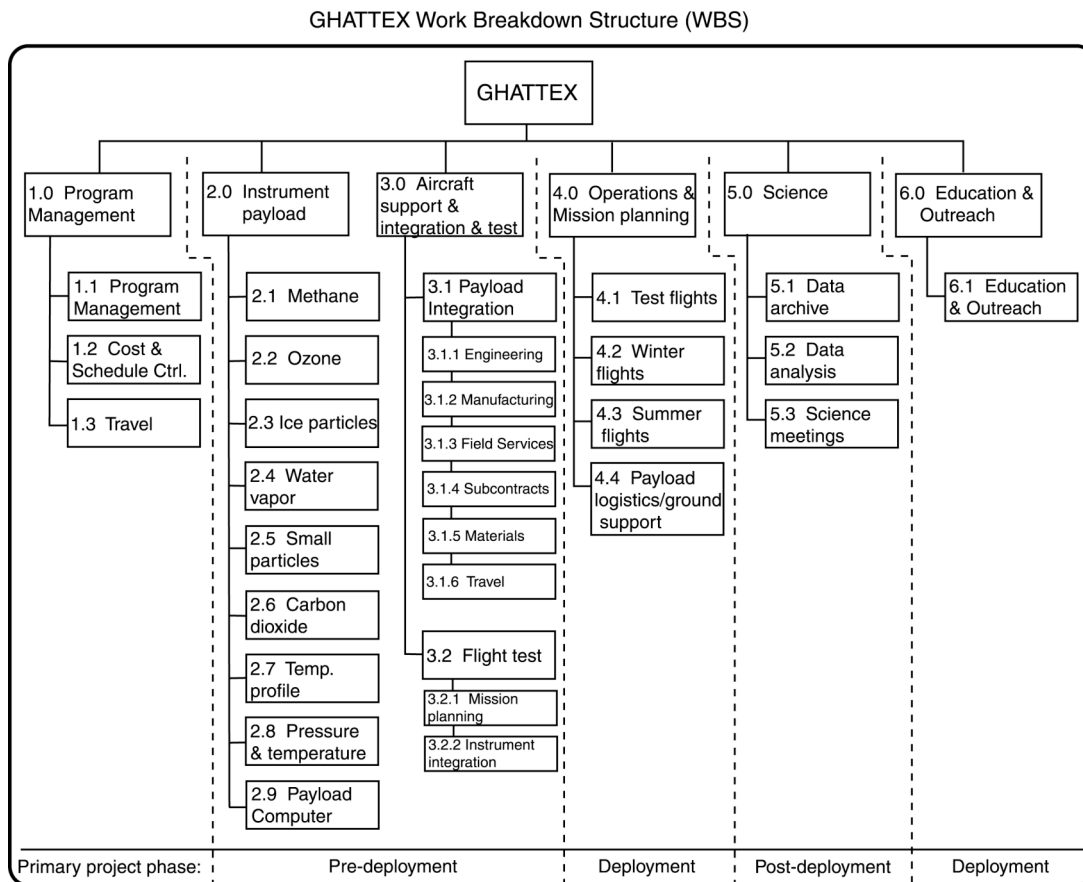 GHATTEX Work Breakdown Structure (WBS)
GHATTEX
1.0 Program
Management
1.1 Program
Management
1.2 Cost &
Schedule Ctrl.
1.3 Travel
2.0 Instrument
payload
2.1 Methane
2.2 Ozone
2.3 Ice particles
2.4 Water
vapor
2.5 Small
particles
2.6 Carbon
dioxide
2.7 Temp.
profile
2.8 Pressure
& temperature
2.9 Payload
Computer
3.0 Aircraft
support &
integration & test
3.1 Payload
Integration
3.1.1 Engineering
3.1.2 Manufacturing
3.1.3 Field Services
3.1.4 Subcontracts
3.1.5 Materials
3.1.6 Travel
3.2 Flight test
3.2.1 Mission
planning
3.2.2 Instrument
integration
4.0 Operations &
Mission planning
4.1 Test flights
4.2 Winter
flights
4.3 Summer
flights
4.4 Payload
logistics/ground
support
5.0 Science
5.1 Data
archive
5.2 Data
analysis
5.3 Science
meetings
6.0 Education &
Outreach
6.1 Education
& Outreach
Primary project phase:
Pre-deployment
Deployment
Post-deployment
Deployment